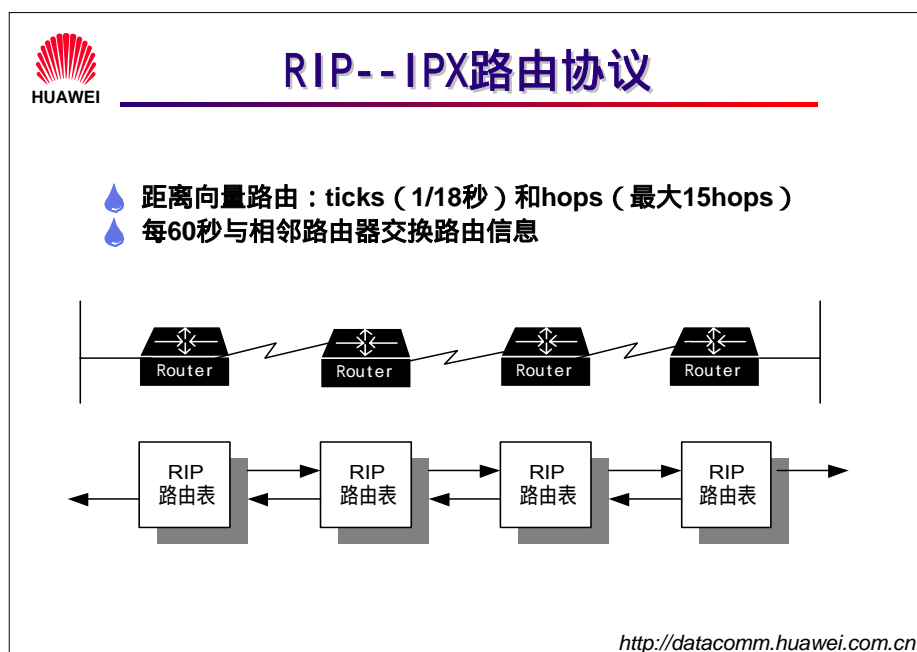 HUAWEI
RIP--IPX路由协议
距离向量路由：ticks（1/18秒）和hops（最大15hops）
每60秒与相邻路由器交换路由信息
Router
Router
Router
Router
RIP
路由表
RIP
路由表
RIP
路由表
RIP
路由表
http://datacomm.huawei.com.cn